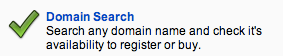 Domain Search
Search any domain name and check it's
availability to register or buy.